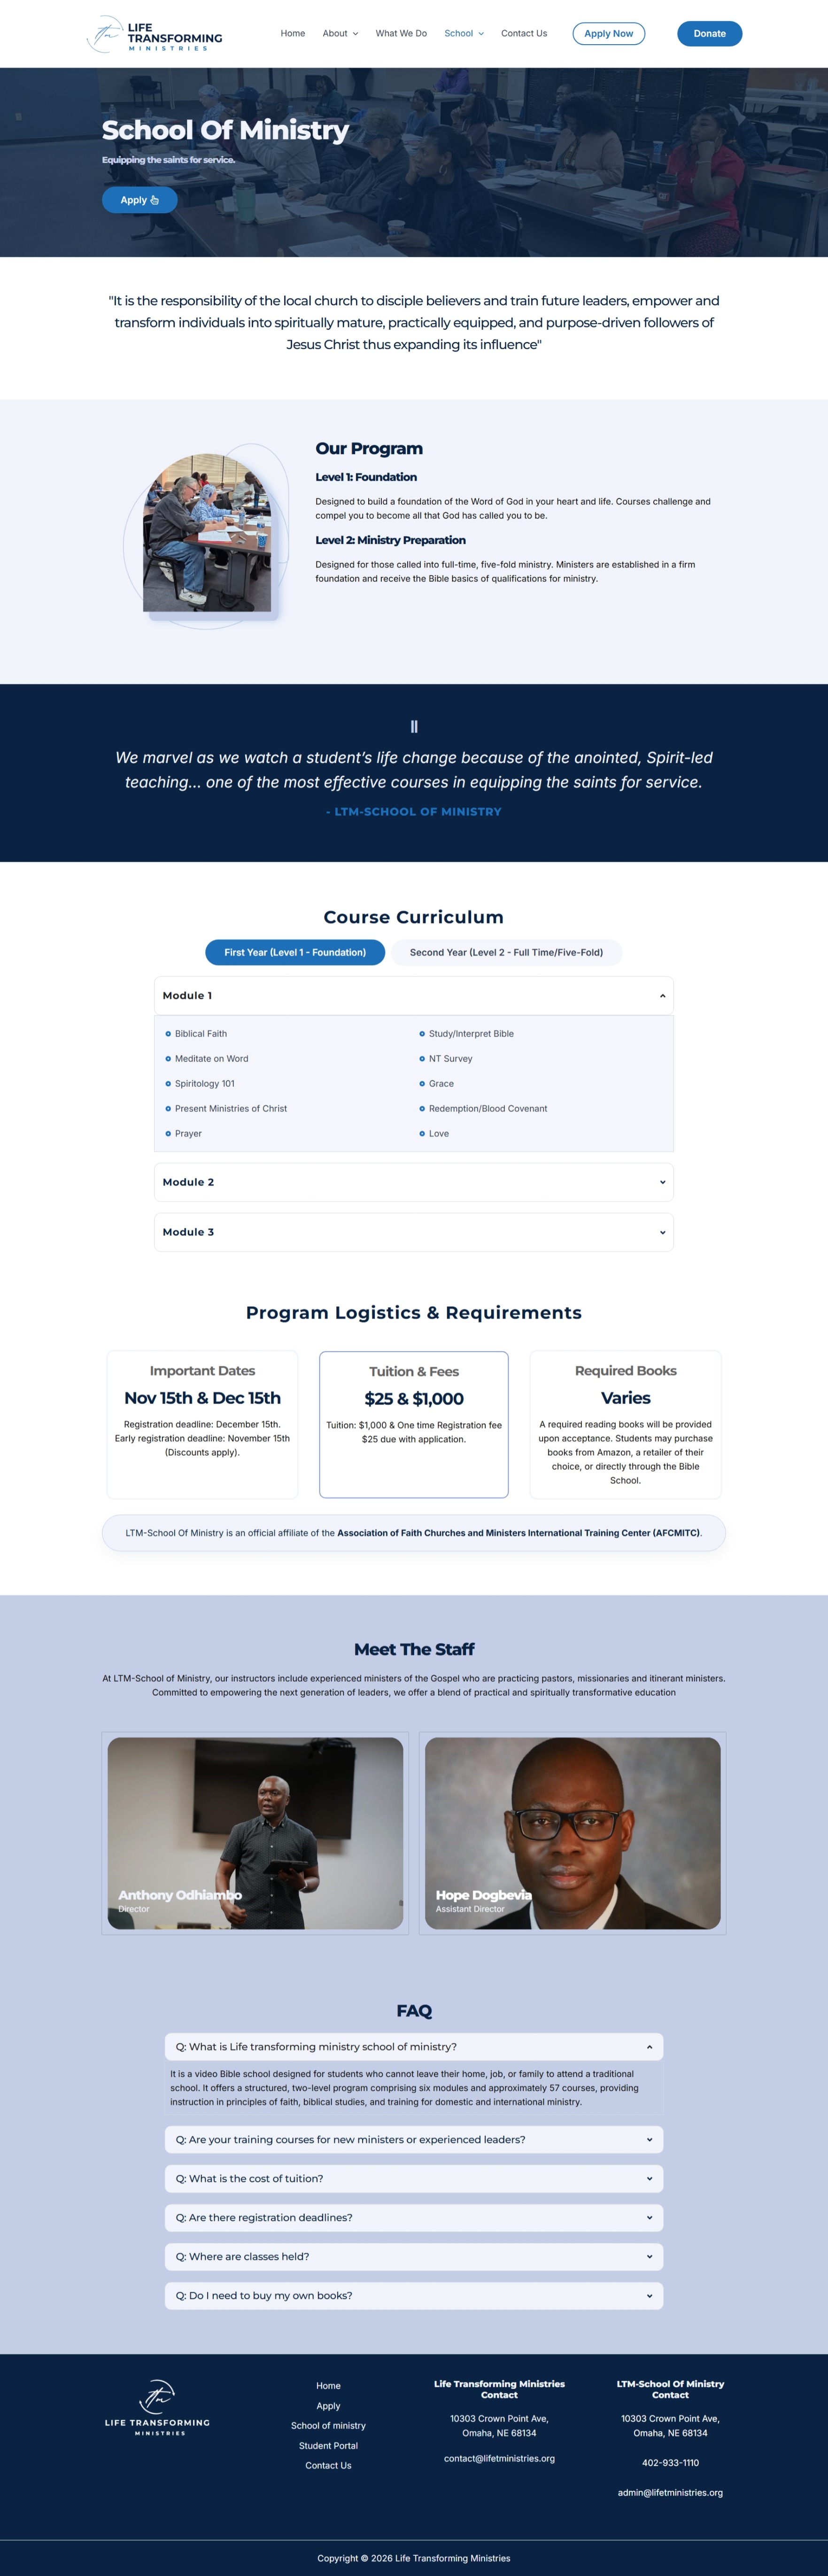 LIFE
TRANSFORMING
MINISTRIES
Home
About
What We Do
School
Contact Us
Apply Now
Donate
School Of Ministry
Equipping the saints for service.
Apply
"It is the responsibility of the local church to disciple believers and train future leaders, empower and
transform individuals into spiritually mature, practically equipped, and purpose-driven followers of
Jesus Christ thus expanding its influence"
Our Program
Level 1: Foundation
Designed to build a foundation of the Word of God in your heart and life. Courses challenge and
compel you to become all that God has called you to be.
Level 2: Ministry Preparation
Designed for those called into full-time, five-fold ministry. Ministers are established in a firm
foundation and receive the Bible basics of qualifications for ministry.
"
We marvel as we watch a student’s life change because of the anointed, Spirit-led
teaching... one of the most effective courses in equipping the saints for service.
- LTM-SCHOOL OF MINISTRY
Course Curriculum
First Year (Level 1 - Foundation)
Second Year (Level 2 - Full Time/Five-Fold)
Module 1
Biblical Faith
Study/Interpret Bible
Meditate on Word
NT Survey
Spiritology 101
Grace
Present Ministries of Christ
Redemption/Blood Covenant
Prayer
Love
Module 2
Module 3
Program Logistics & Requirements
Important Dates
Nov 15th & Dec 15th
Registration deadline: December 15th.
Early registration deadline: November 15th
(Discounts apply).
Tuition & Fees
$25 & $1,000
Tuition: $1,000 & One time Registration fee
$25 due with application.
Required Books
Varies
A required reading books will be provided
upon acceptance. Students may purchase
books from Amazon, a retailer of their
choice, or directly through the Bible
School.
LTM-School Of Ministry is an official affiliate of the Association of Faith Churches and Ministers International Training Center (AFCMITC).
Meet The Staff
At LTM-School of Ministry, our instructors include experienced ministers of the Gospel who are practicing pastors, missionaries and itinerant ministers.
Committed to empowering the next generation of leaders, we offer a blend of practical and spiritually transformative education
Anthony Odhiambo
Director
Hope Dogbevia
Assistant Director
FAQ
Q: What is Life transforming ministry school of ministry?
It is a video Bible school designed for students who cannot leave their home, job, or family to attend a traditional
school. It offers a structured, two-level program comprising six modules and approximately 57 courses, providing
instruction in principles of faith, biblical studies, and training for domestic and international ministry.
Q: Are your training courses for new ministers or experienced leaders?
Q: What is the cost of tuition?
Q: Are there registration deadlines?
Q: Where are classes held?
Q: Do I need to buy my own books?
LIFE TRANSFORMING
MINISTRIES
Home
Apply
School of ministry
Student Portal
Contact Us
Life Transforming Ministries
Contact
10303 Crown Point Ave,
Omaha, NE 68134
contact@lifetministries.org
LTM-School Of Ministry
Contact
10303 Crown Point Ave,
Omaha, NE 68134
402-933-1110
admin@lifetministries.org
Copyright © 2026 Life Transforming Ministries